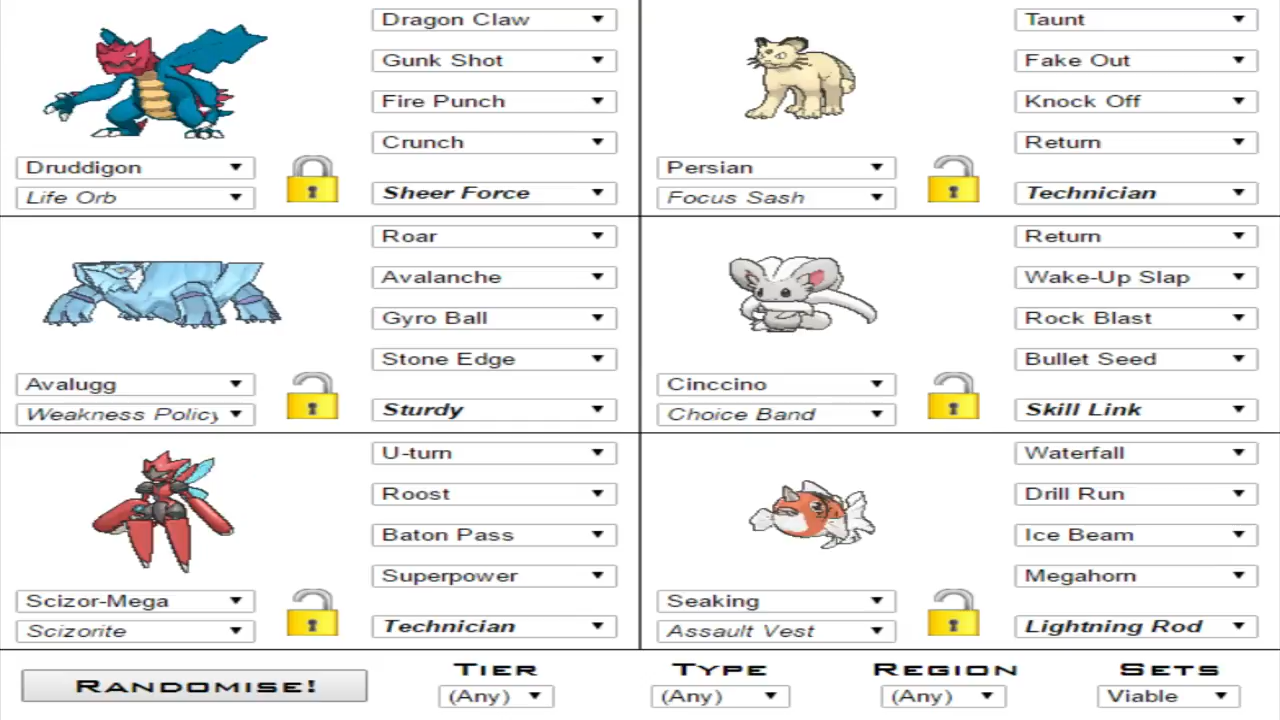 Dragon Claw
Gunk Shot
Fire Punch
Crunch
Druddigon
Life Orb
Sheer Force
Taunt
Fake Out
Knock Off
Return
Persian
Focus Sash
Technician
Roar
Avalanche
Gyro Ball
Stone Edge
Avalugg
Weakness Policy
Sturdy
Return
Wake-Up Slap
Rock Blast
Bullet Seed
Cinccino
Choice Band
Skill Link
U-turn
Roost
Baton Pass
Superpower
Scizor-Mega
Scizorite
Technician
Waterfall
Drill Run
Ice Beam
Megahorn
Seaking
Assault Vest
Lightning Rod
Randomise!
Tier
(Any)
Type
(Any)
Region
(Any)
Sets
Viable